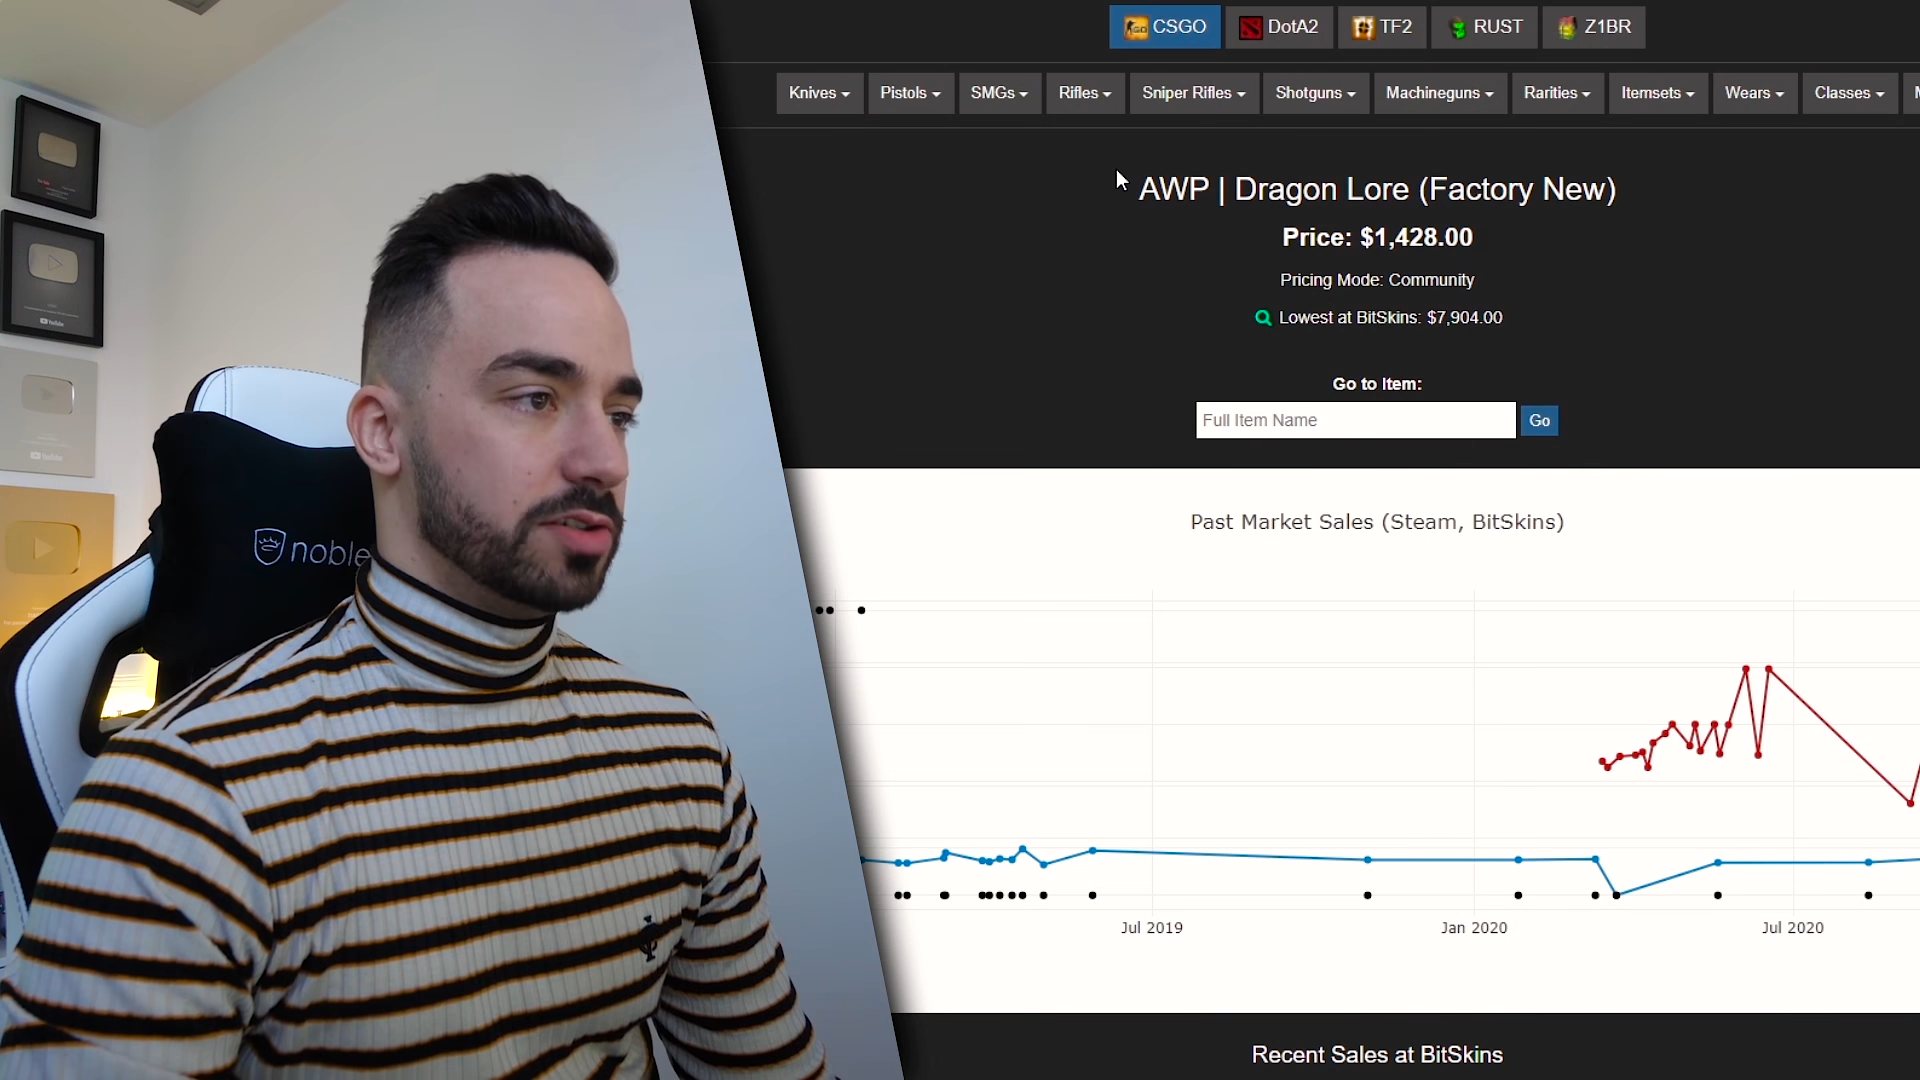 CSGO DotA2 TF2 RUST Z1BR
Knives Pistols SMGs Rifles Sniper Rifles Shotguns Machineguns Rarities Itemsets Wears Classes
AWP | Dragon Lore (Factory New)
Price: $1,428.00
Pricing Mode: Community
Lowest at BitSkins: $7,904.00
Go to Item:
Full Item Name Go
Past Market Sales (Steam, BitSkins)
Jul 2019 Jan 2020 Jul 2020
Recent Sales at BitSkins
noble
YouTube
YouTube